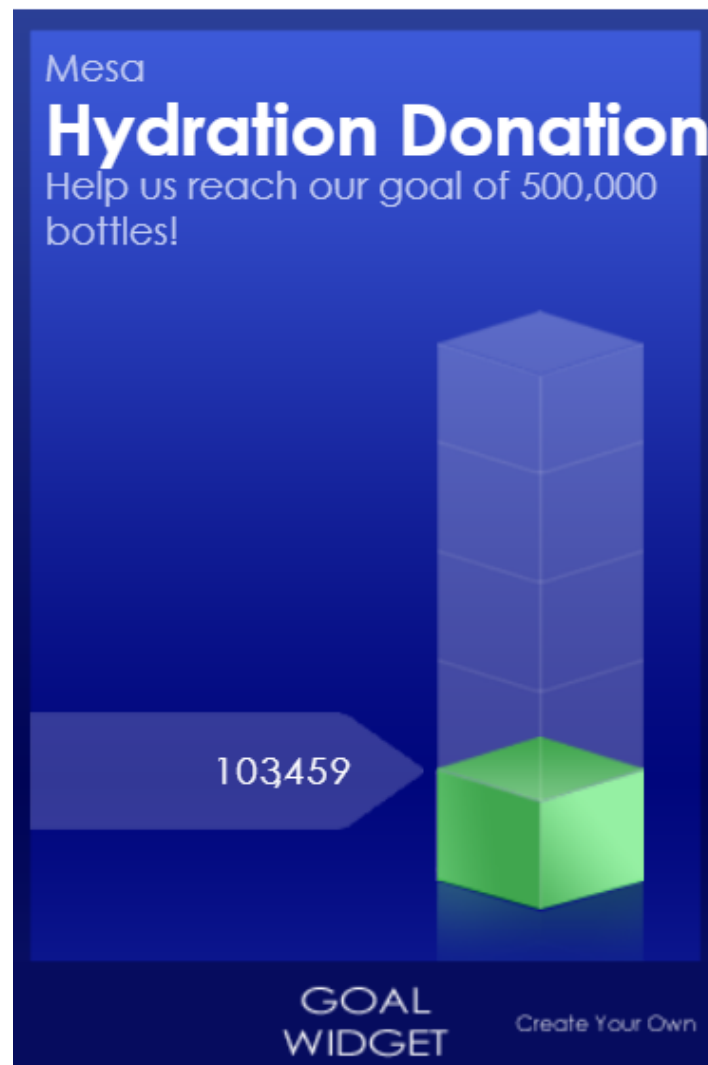 Mesa
Hydration Donation
Help us reach our goal of 500,000
bottles!
103,459
GOAL
WIDGET
Create Your Own